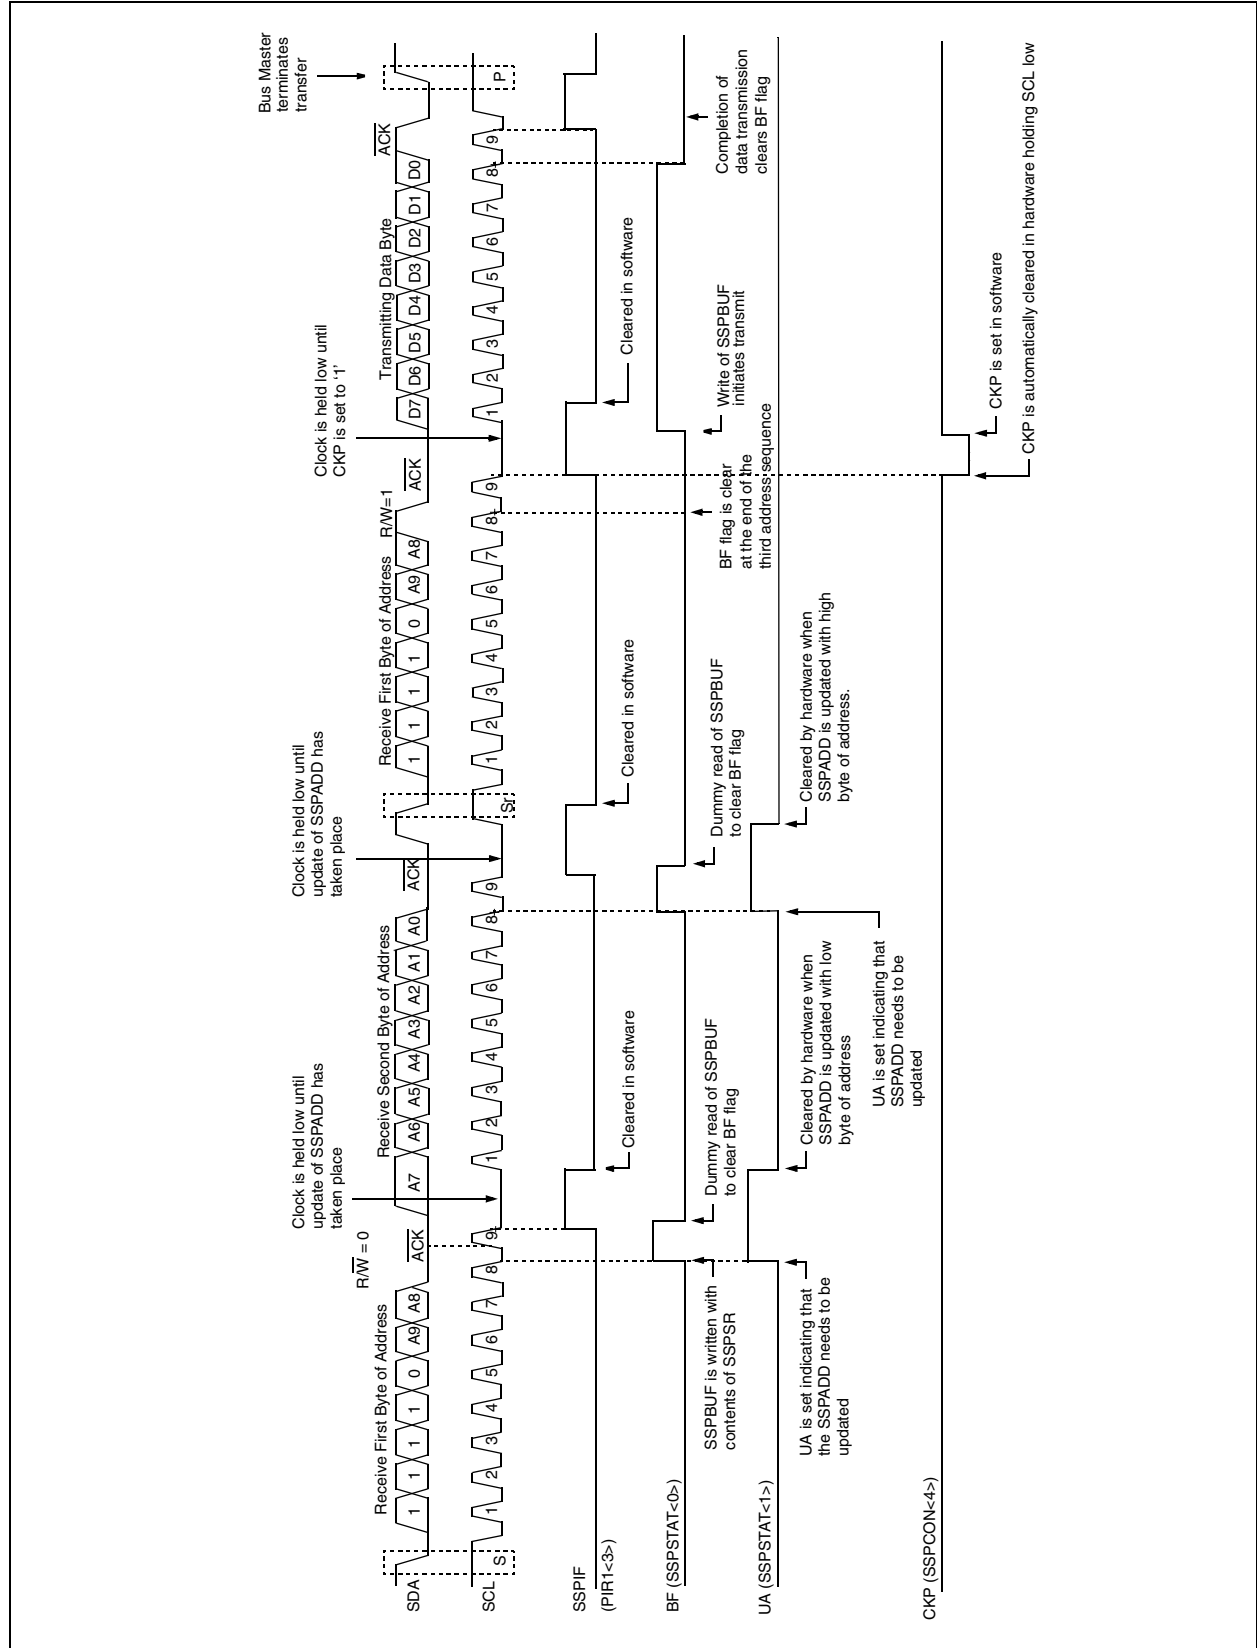 Bus Master
terminates
transfer
Clock is held low until
CKP is set to ‘1’
Clock is held low until
update of SSPADD has
taken place
Clock is held low until
update of SSPADD has
taken place
R/W = 0
Receive First Byte of Address
Receive Second Byte of Address
Receive First Byte of Address
R/W=1
Transmitting Data Byte
ACK
ACK
ACK
ACK
SDA
1 1 1 1 0 A9 A8
A7 A6 A5 A4 A3 A2 A1 A0
1 1 1 1 0 A9 A8
D7 D6 D5 D4 D3 D2 D1 D0
SCL
S 1 2 3 4 5 6 7 8 9
1 2 3 4 5 6 7 8 9
Sr 1 2 3 4 5 6 7 8 9
1 2 3 4 5 6 7 8 9 P
SSPIF
(PIR1<3>)
Cleared in software
Cleared in software
Cleared in software
BF (SSPSTAT<0>)
SSPBUF is written with
contents of SSPSR
Dummy read of SSPBUF
to clear BF flag
Dummy read of SSPBUF
to clear BF flag
BF flag is clear
at the end of the
third address sequence
Write of SSPBUF
initiates transmit
Completion of
data transmission
clears BF flag
UA (SSPSTAT<1>)
UA is set indicating that
the SSPADD needs to be
updated
Cleared by hardware when
SSPADD is updated with low
byte of address
UA is set indicating that
SSPADD needs to be
updated
Cleared by hardware when
SSPADD is updated with high
byte of address.
CKP (SSPCON<4>)
CKP is set in software
CKP is automatically cleared in hardware holding SCL low